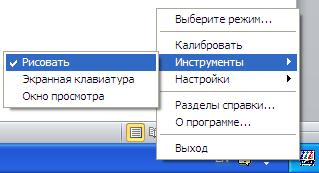 Выберите режим...
Калибровать
Инструменты
Настройки
Разделы справки...
О программе...
Выход
Рисовать
Экранная клавиатура
Окно просмотра